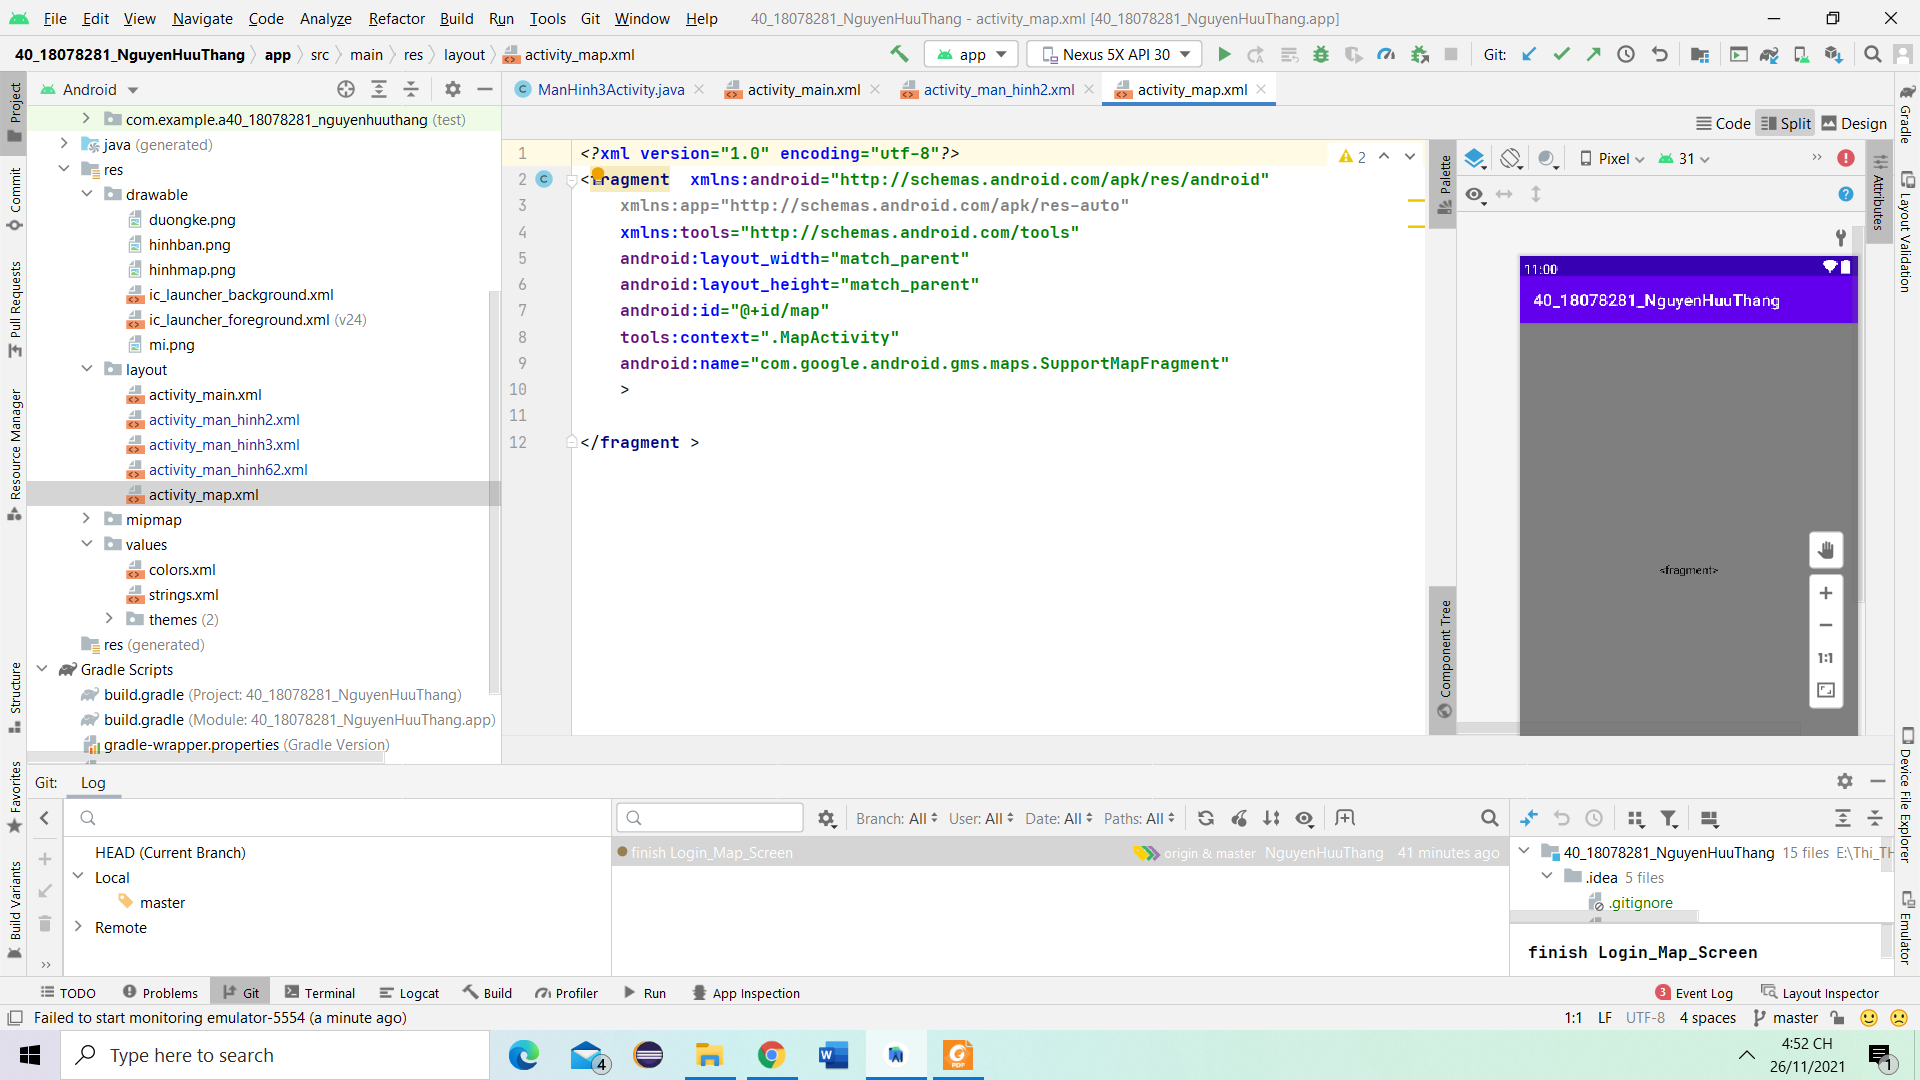 File Edit View Navigate Code Analyze Refactor Build Run Tools Git Window Help 40_18078281_NguyenHuuThang - activity_map.xml [40_18078281_NguyenHuuThang.app]
40_18078281_NguyenHuuThang app src main res layout activity_map.xml app Nexus 5X API 30 Git:
Android
ManHinh3Activity.java activity_main.xml activity_man_hinh2.xml activity_map.xml
Code Split Design
com.example.a40_18078281_nguyenhuuthang (test)
java (generated)
res
drawable
duongke.png
hinhban.png
hinhmap.png
ic_launcher_background.xml
ic_launcher_foreground.xml (v24)
mi.png
layout
activity_main.xml
activity_man_hinh2.xml
activity_man_hinh3.xml
activity_man_hinh62.xml
activity_map.xml
mipmap
values
colors.xml
strings.xml
themes (2)
res (generated)
Gradle Scripts
build.gradle (Project: 40_18078281_NguyenHuuThang)
build.gradle (Module: 40_18078281_NguyenHuuThang.app)
gradle-wrapper.properties (Gradle Version)
1 <?xml version="1.0" encoding="utf-8"?>
2 <fragment xmlns:android="http://schemas.android.com/apk/res/android"
3 xmlns:app="http://schemas.android.com/apk/res-auto"
4 xmlns:tools="http://schemas.android.com/tools"
5 android:layout_width="match_parent"
6 android:layout_height="match_parent"
7 android:id="@+id/map"
8 tools:context=".MapActivity"
9 android:name="com.google.android.gms.maps.SupportMapFragment"
10 >
11
12 </fragment >
2
Palette
Component Tree
Pixel 31
11:00
40_18078281_NguyenHuuThang
<fragment>
1:1
Attributes
Gradle
Layout Validation
Device File Explorer
Emulator
Project
Commit
Pull Requests
Resource Manager
Structure
Favorites
Build Variants
Git: Log
HEAD (Current Branch)
Local
master
Remote
Branch: All User: All Date: All Paths: All
finish Login_Map_Screen origin & master NguyenHuuThang 41 minutes ago
40_18078281_NguyenHuuThang 15 files E:\Thi_TH
.idea 5 files
.gitignore
finish Login_Map_Screen
TODO Problems Git Terminal Logcat Build Profiler Run App Inspection 3 Event Log Layout Inspector
Failed to start monitoring emulator-5554 (a minute ago) 1:1 LF UTF-8 4 spaces master
Type here to search 4 4:52 CH
26/11/2021 1